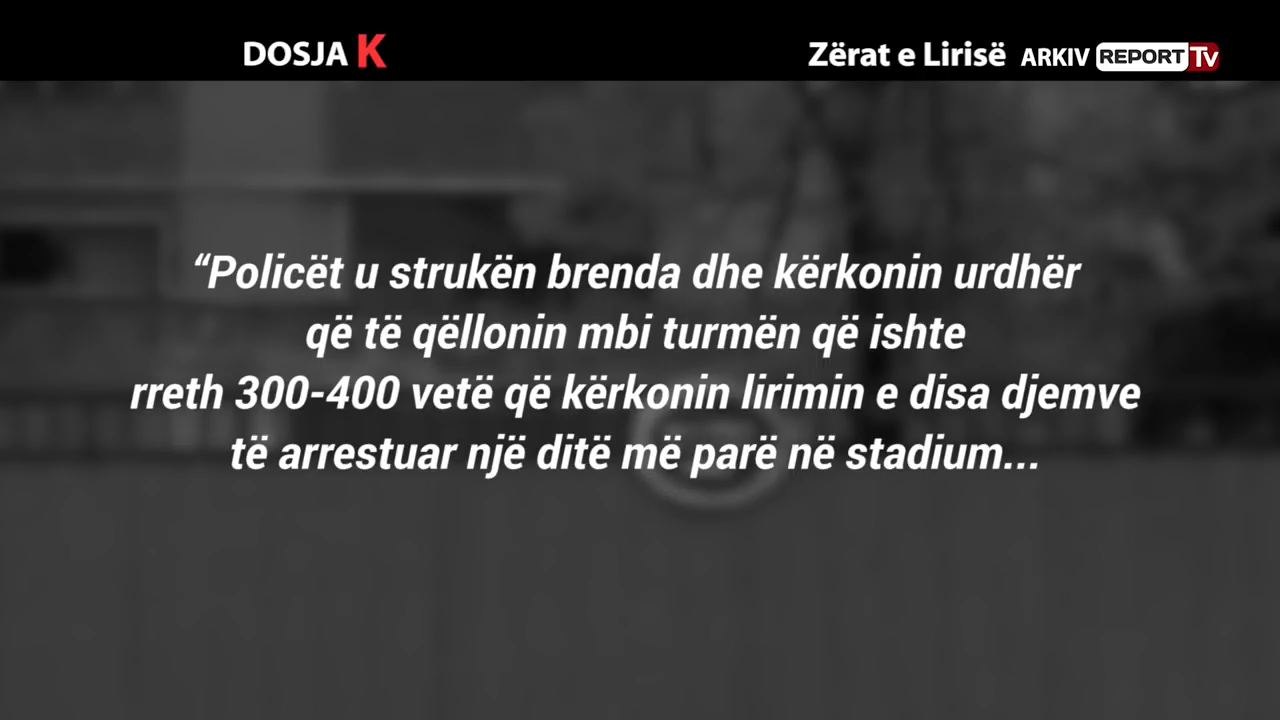 DOSJA K
Zërat e Lirisë ARKIV REPORT Tv
“Policët u strukën brenda dhe kërkonin urdhër
që të qëllonin mbi turmën që ishte
rreth 300-400 vetë që kërkonin lirimin e disa djemve
të arrestuar një ditë më parë në stadium...